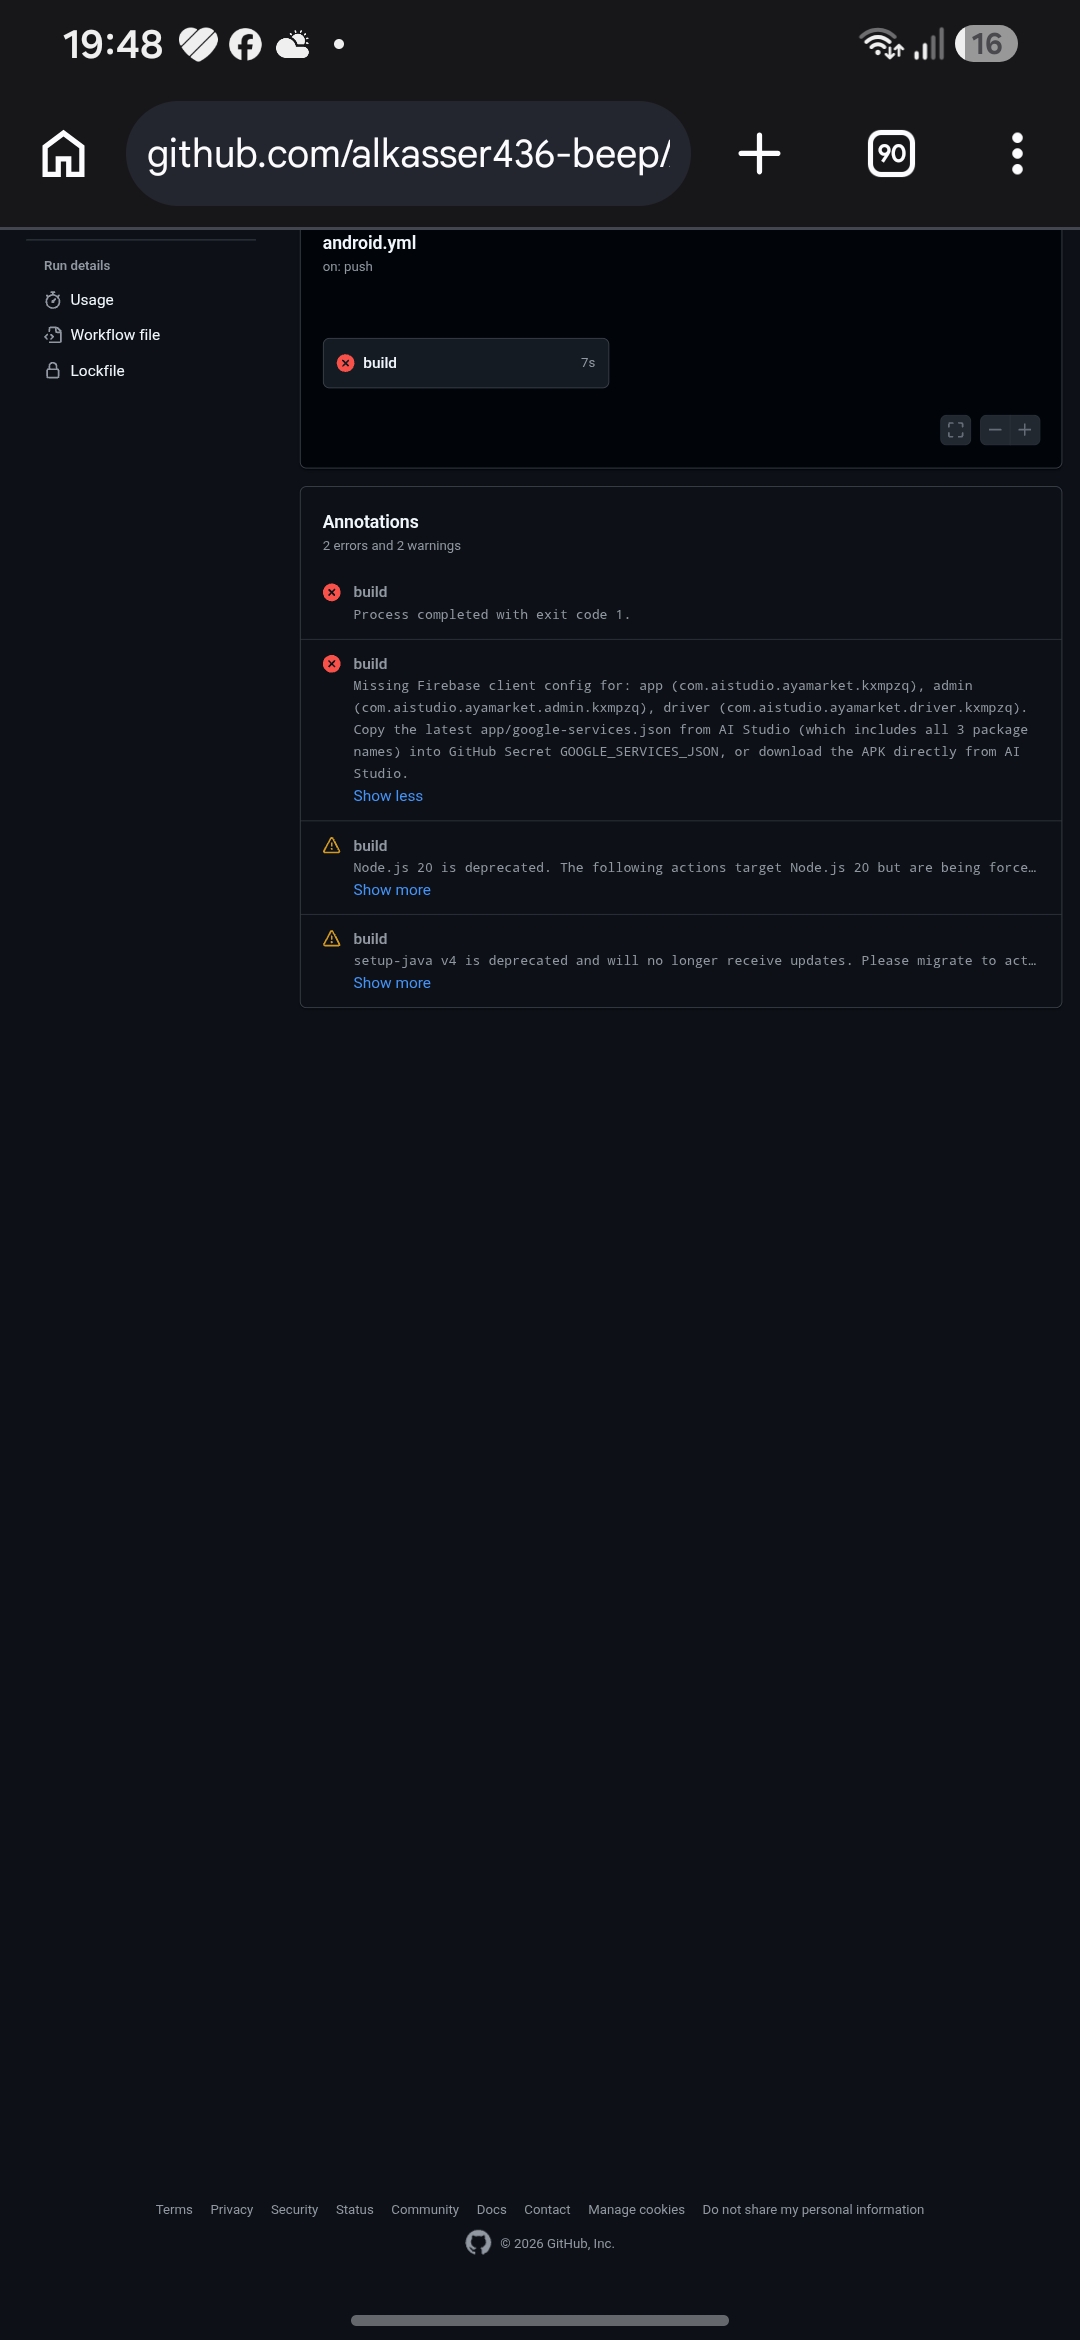 19:48
16
github.com/alkasser436-beep/
90
android.yml
on: push
Run details
Usage
Workflow file
Lockfile
build 7s
Annotations
2 errors and 2 warnings
build
Process completed with exit code 1.
build
Missing Firebase client config for: app (com.aistudio.ayamarket.kxmpzq), admin
(com.aistudio.ayamarket.admin.kxmpzq), driver (com.aistudio.ayamarket.driver.kxmpzq).
Copy the latest app/google-services.json from AI Studio (which includes all 3 package
names) into GitHub Secret GOOGLE_SERVICES_JSON, or download the APK directly from AI
Studio.
Show less
build
Node.js 20 is deprecated. The following actions target Node.js 20 but are being force…
Show more
build
setup-java v4 is deprecated and will no longer receive updates. Please migrate to act…
Show more
Terms Privacy Security Status Community Docs Contact Manage cookies Do not share my personal information
© 2026 GitHub, Inc.